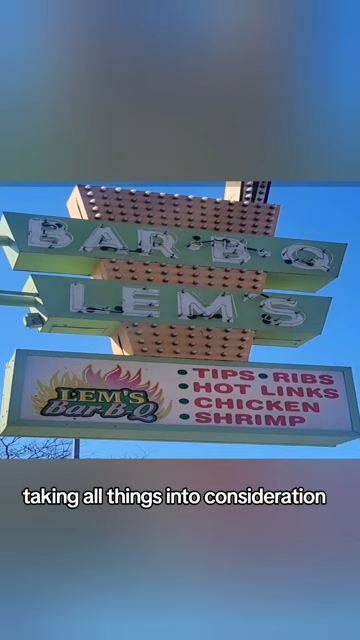 BAR-B-Q
LEM'S
LEM'S
Bar-B-Q
• TIPS • RIBS
• HOT LINKS
• CHICKEN
• SHRIMP
taking all things into consideration